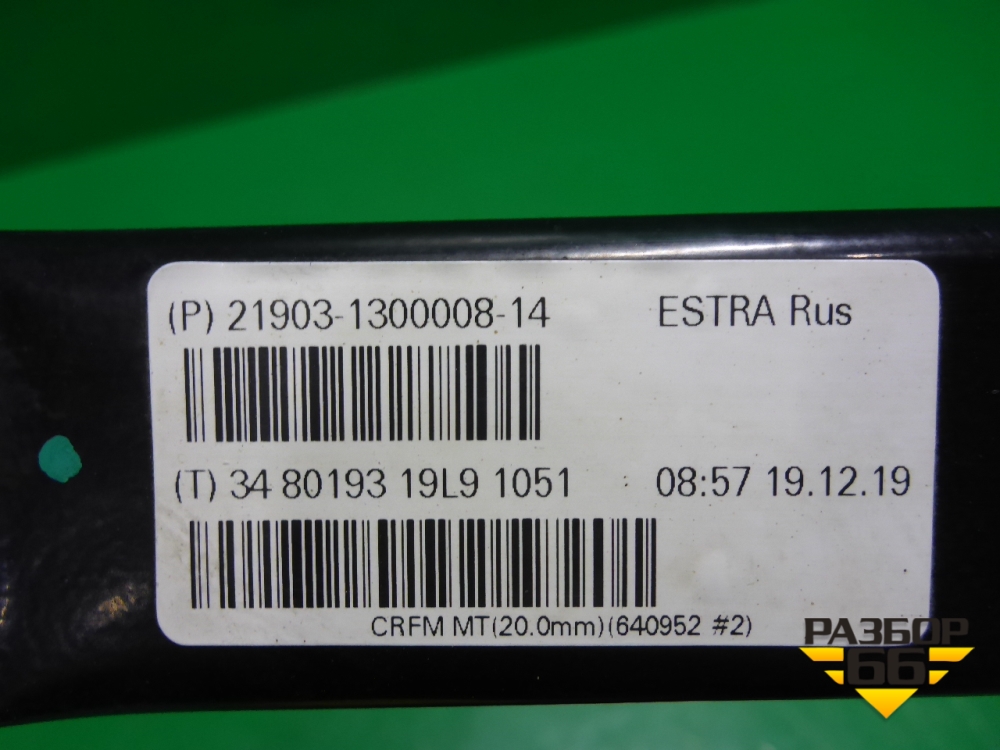 (P) 21903-1300008-14 ESTRA Rus
(T) 34 80193 19L9 1051 08:57 19.12.19
CRFM MT(20.0mm)(640952 #2)
РАЗБОР
66